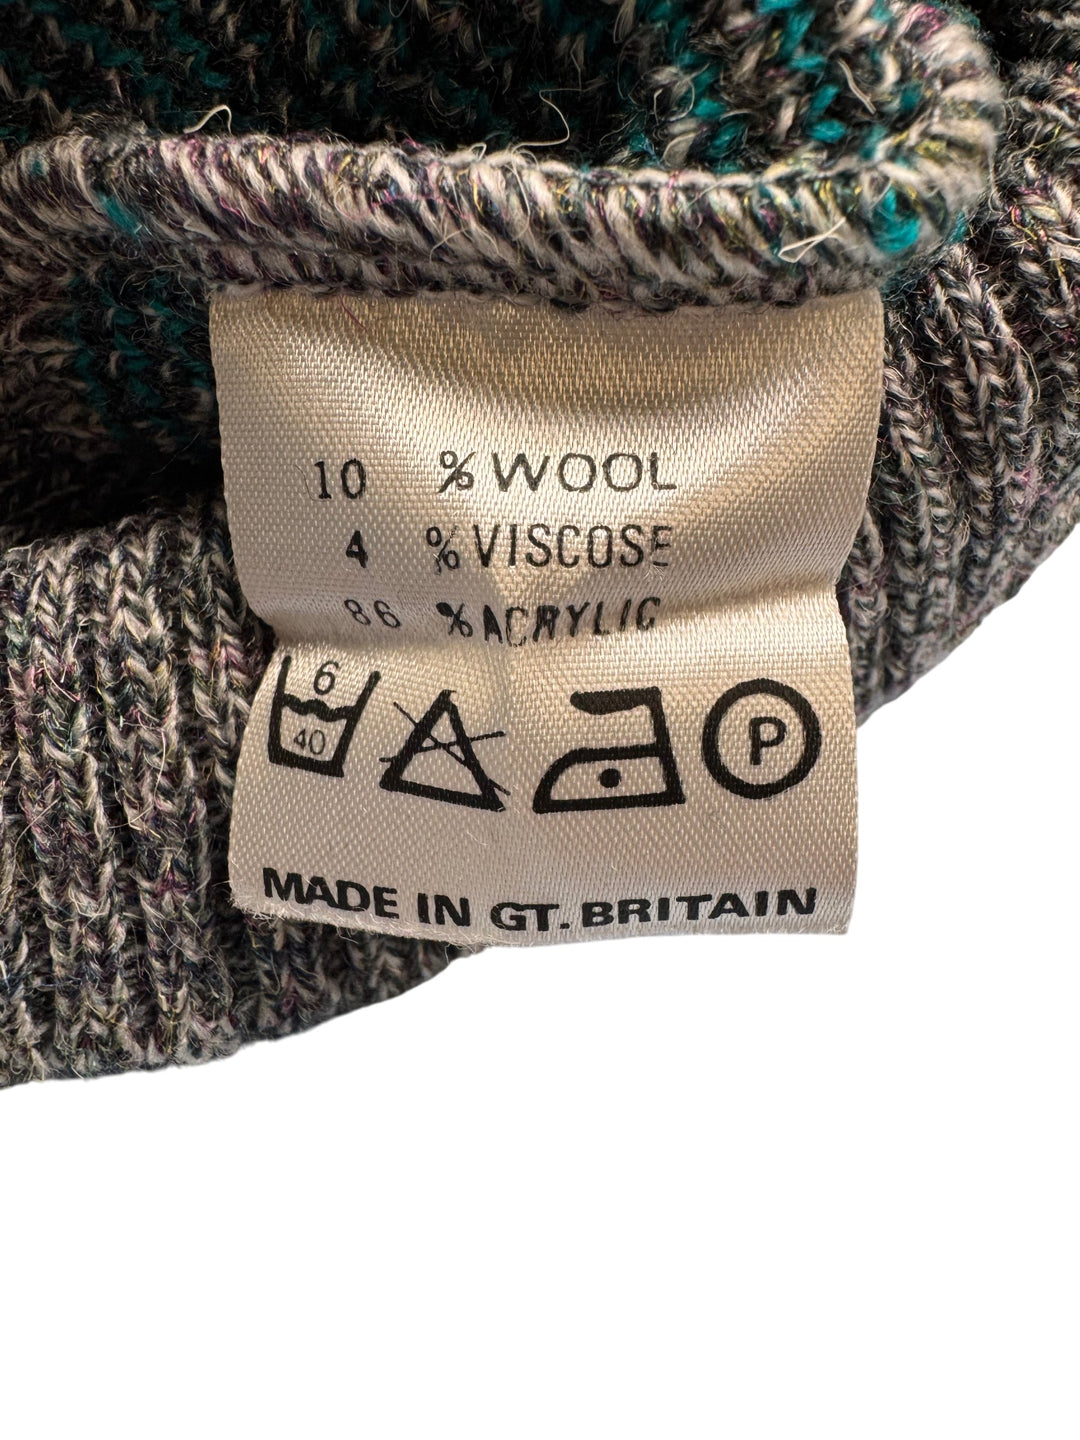 10 % WOOL
4 % VISCOSE
86 % ACRYLIC
6
40
P
MADE IN GT. BRITAIN